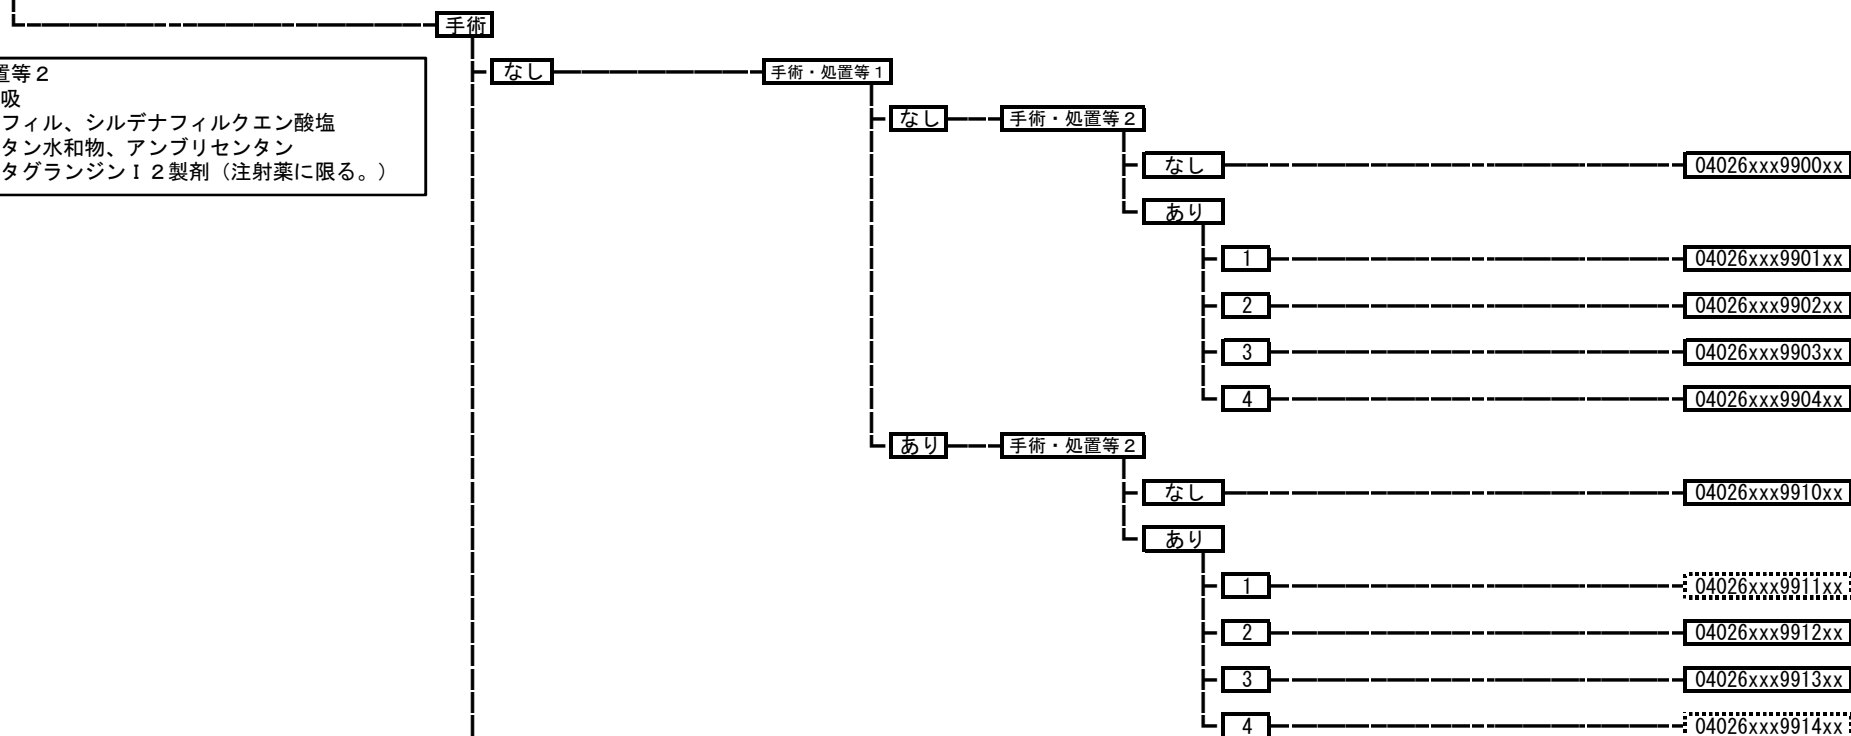 手術
なし
手術・処置等1
置等2
吸
フィル、シルデナフィルクエン酸塩
タン水和物、アンブリセンタン
タグランジンI2製剤（注射薬に限る。）
なし
手術・処置等2
なし
04026xxx9900xx
あり
1
04026xxx9901xx
2
04026xxx9902xx
3
04026xxx9903xx
4
04026xxx9904xx
あり
手術・処置等2
なし
04026xxx9910xx
あり
1
04026xxx9911xx
2
04026xxx9912xx
3
04026xxx9913xx
4
04026xxx9914xx